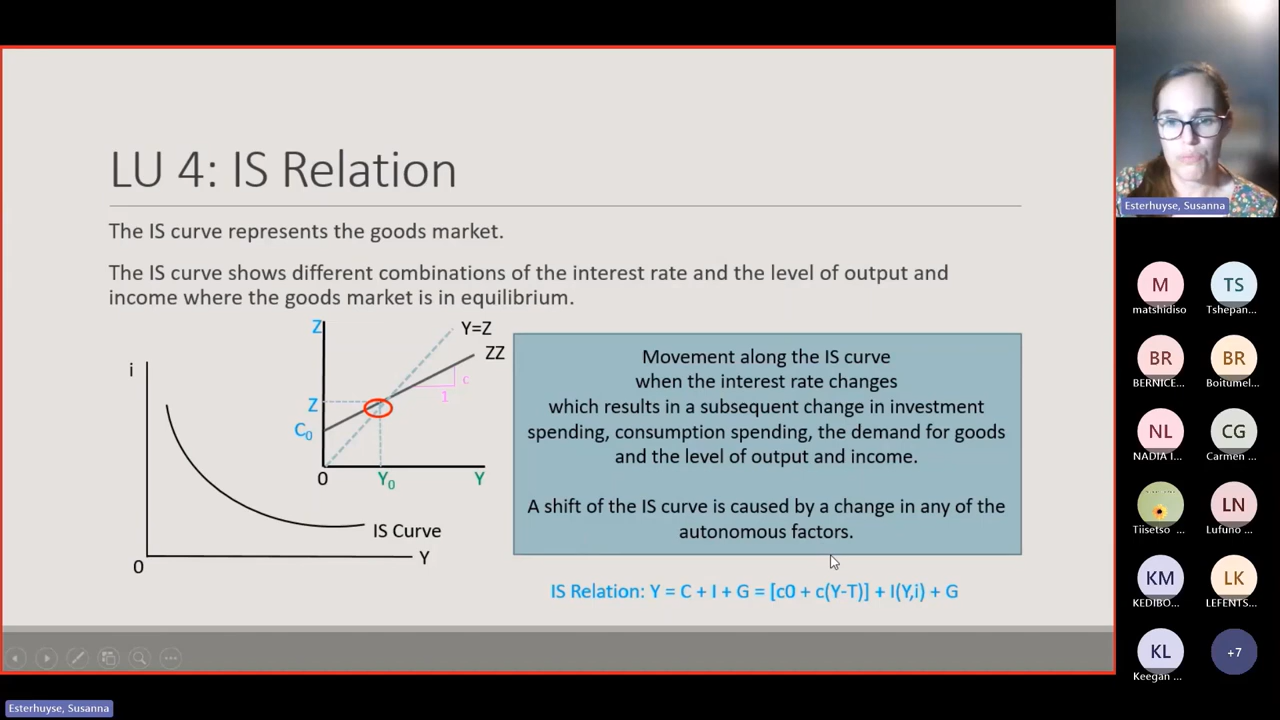 LU 4: IS Relation
The IS curve represents the goods market.
The IS curve shows different combinations of the interest rate and the level of output and
income where the goods market is in equilibrium.
i
IS Curve
Y
0
Z
Y=Z
ZZ
c
1
Z
C0
0
Y0
Y
Movement along the IS curve
when the interest rate changes
which results in a subsequent change in investment
spending, consumption spending, the demand for goods
and the level of output and income.
A shift of the IS curve is caused by a change in any of the
autonomous factors.
IS Relation: Y = C + I + G = [c0 + c(Y-T)] + I(Y,i) + G
Esterhuyse, Susanna
M
matshidiso
TS
Tshepan...
BR
BERNICE...
BR
Boitumel...
NL
NADIA I...
CG
Carmen ...
Tiisetso ...
LN
Lufuno ...
KM
KEDIBO...
LK
LEFENTS...
KL
Keegan ...
+7
Esterhuyse, Susanna